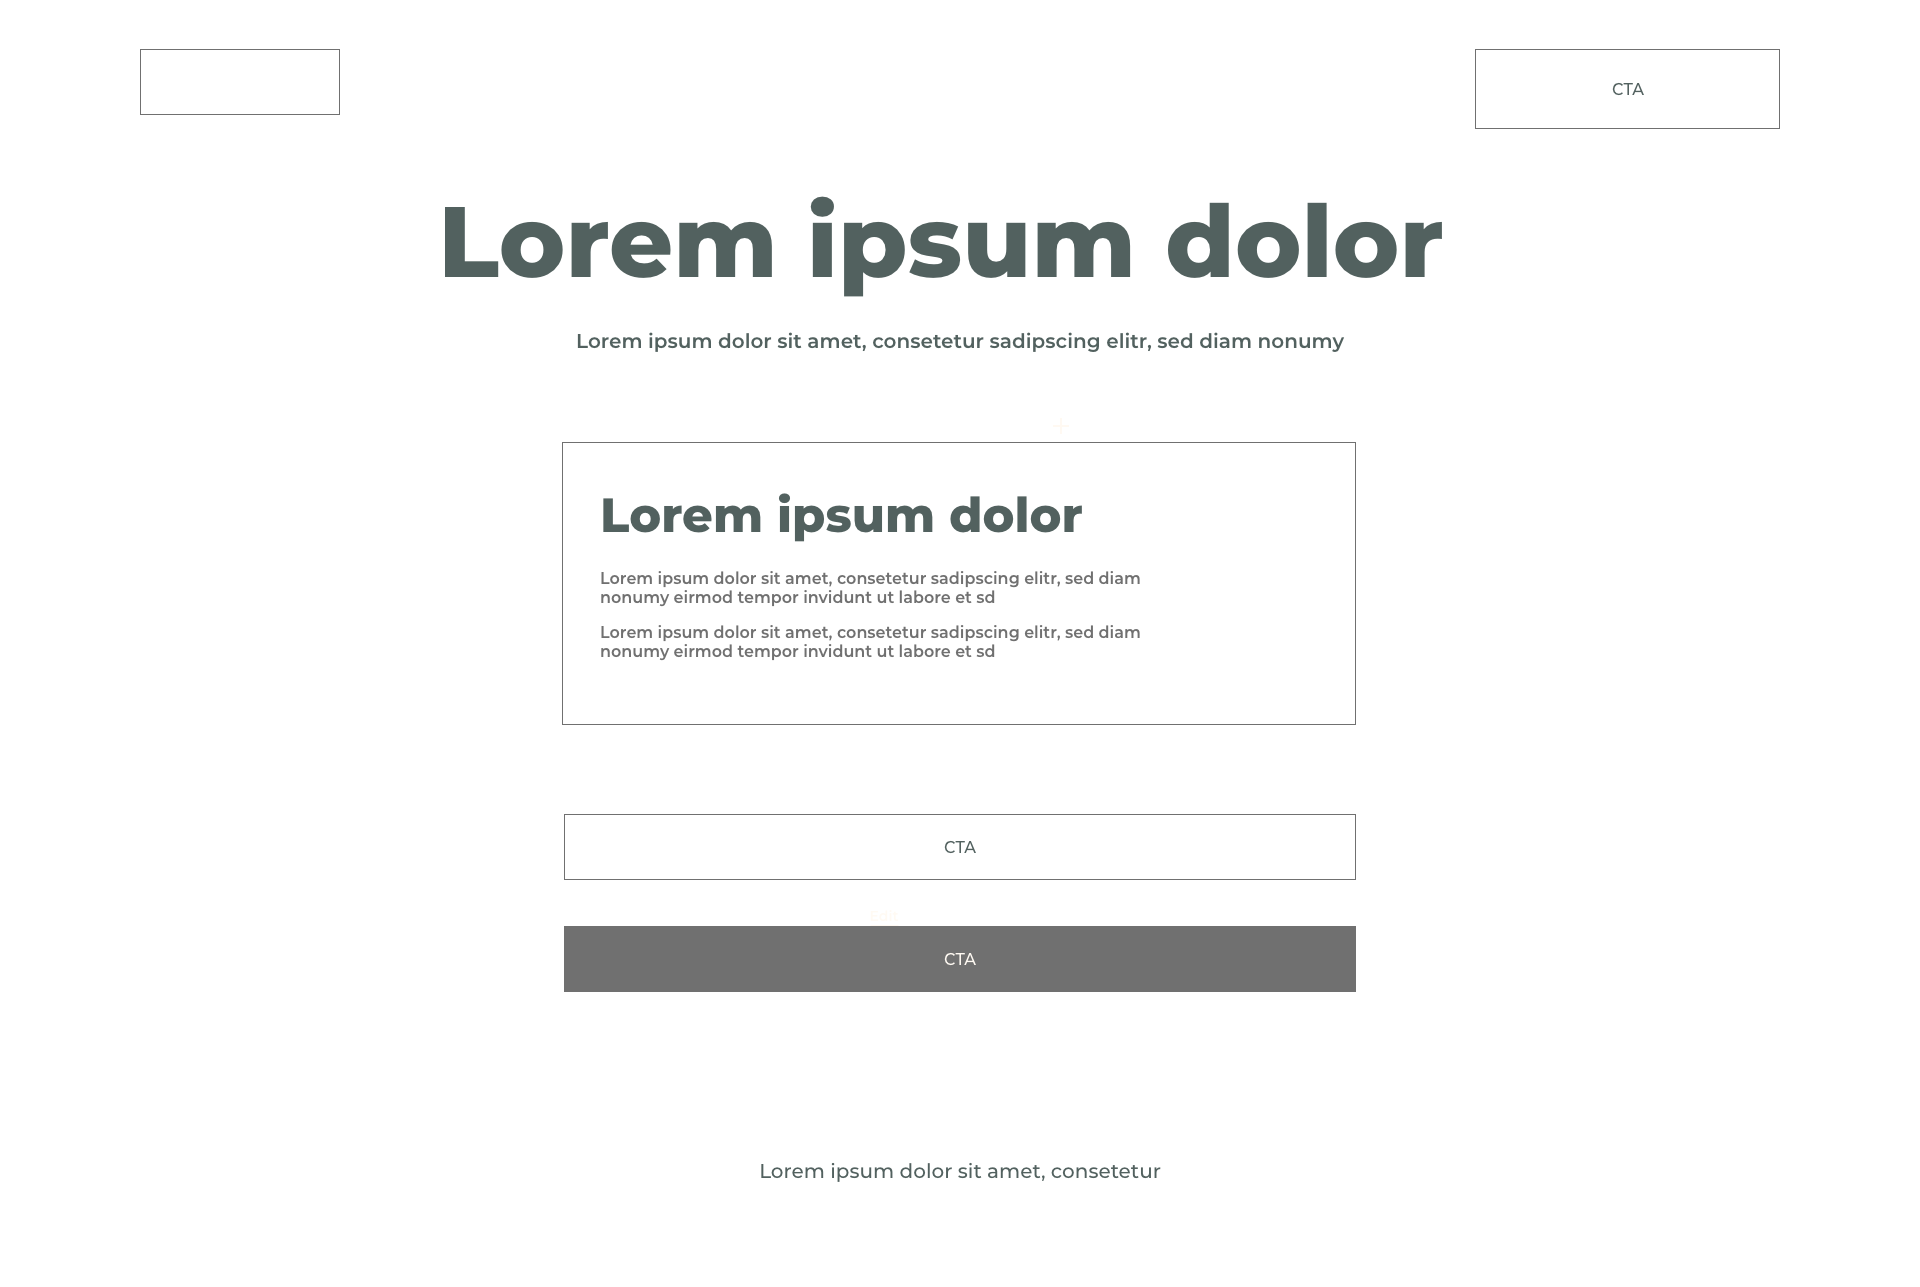 CTA
Lorem ipsum dolor
Lorem ipsum dolor sit amet, consetetur sadipscing elitr, sed diam nonumy
Lorem ipsum dolor
Lorem ipsum dolor sit amet, consetetur sadipscing elitr, sed diam
nonumy eirmod tempor invidunt ut labore et sd
Lorem ipsum dolor sit amet, consetetur sadipscing elitr, sed diam
nonumy eirmod tempor invidunt ut labore et sd
CTA
CTA
Lorem ipsum dolor sit amet, consetetur